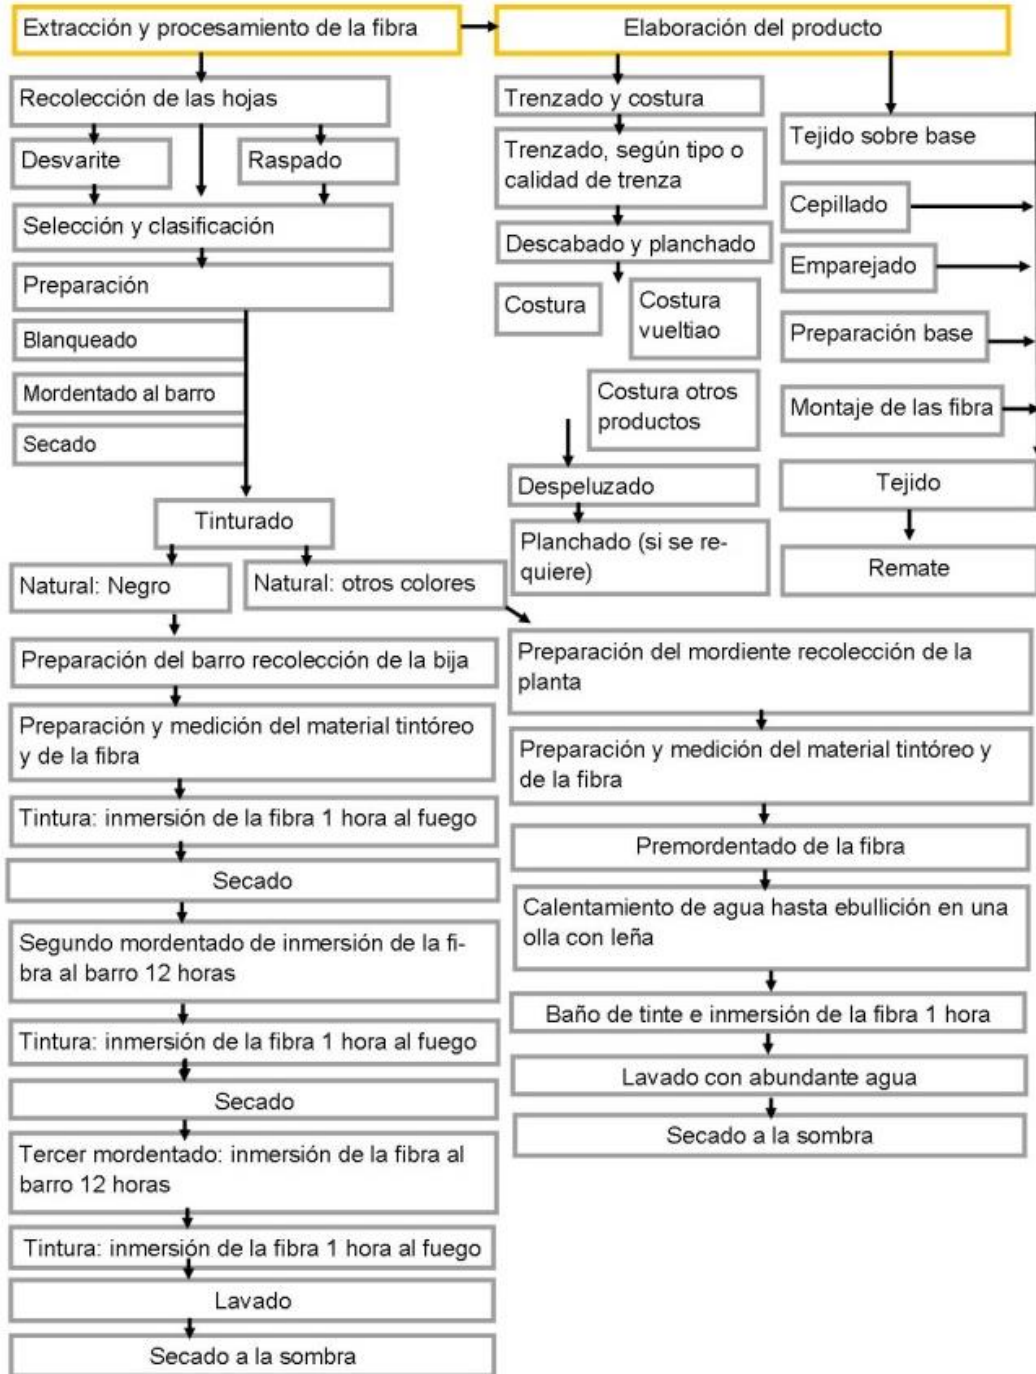 Extracción y procesamiento de la fibra
Recolección de las hojas
Desvarite
Raspado
Selección y clasificación
Preparación
Blanqueado
Mordentado al barro
Secado
Tinturado
Natural: Negro
Natural: otros colores
Preparación del barro recolección de la bija
Preparación y medición del material tintóreo
y de la fibra
Tintura: inmersión de la fibra 1 hora al fuego
Secado
Segundo mordentado de inmersión de la fi-
bra al barro 12 horas
Tintura: inmersión de la fibra 1 hora al fuego
Secado
Tercer mordentado: inmersión de la fibra al
barro 12 horas
Tintura: inmersión de la fibra 1 hora al fuego
Lavado
Secado a la sombra
Preparación del mordiente recolección de la
planta
Preparación y medición del material tintóreo y
de la fibra
Premordentado de la fibra
Calentamiento de agua hasta ebullición en una
olla con leña
Baño de tinte e inmersión de la fibra 1 hora
Lavado con abundante agua
Secado a la sombra
Elaboración del producto
Trenzado y costura
Trenzado, según tipo o
calidad de trenza
Descabado y planchado
Costura
Costura
vueltiao
Costura otros
productos
Despeluzado
Planchado (si se re-
quiere)
Tejido sobre base
Cepillado
Emparejado
Preparación base
Montaje de las fibra
Tejido
Remate